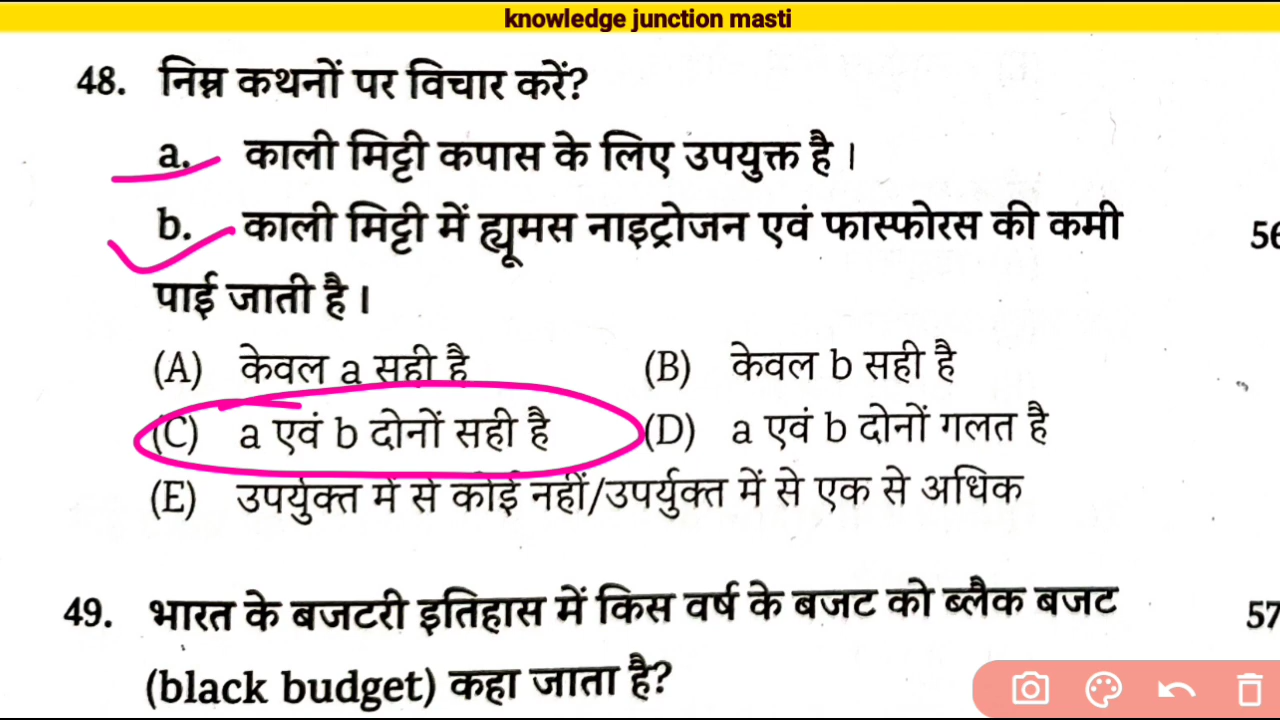 knowledge junction masti
48. निम्न कथनों पर विचार करें?
a. काली मिट्टी कपास के लिए उपयुक्त है।
b. काली मिट्टी में ह्यूमस नाइट्रोजन एवं फास्फोरस की कमी
56
पाई जाती है।
(A) केवल a सही है (B) केवल b सही है
(C) a एवं b दोनों सही है (D) a एवं b दोनों गलत है
(E) उपर्युक्त में से कोई नहीं/उपर्युक्त में से एक से अधिक
49. भारत के बजटरी इतिहास में किस वर्ष के बजट को ब्लैक बजट
57
(black budget) कहा जाता है?